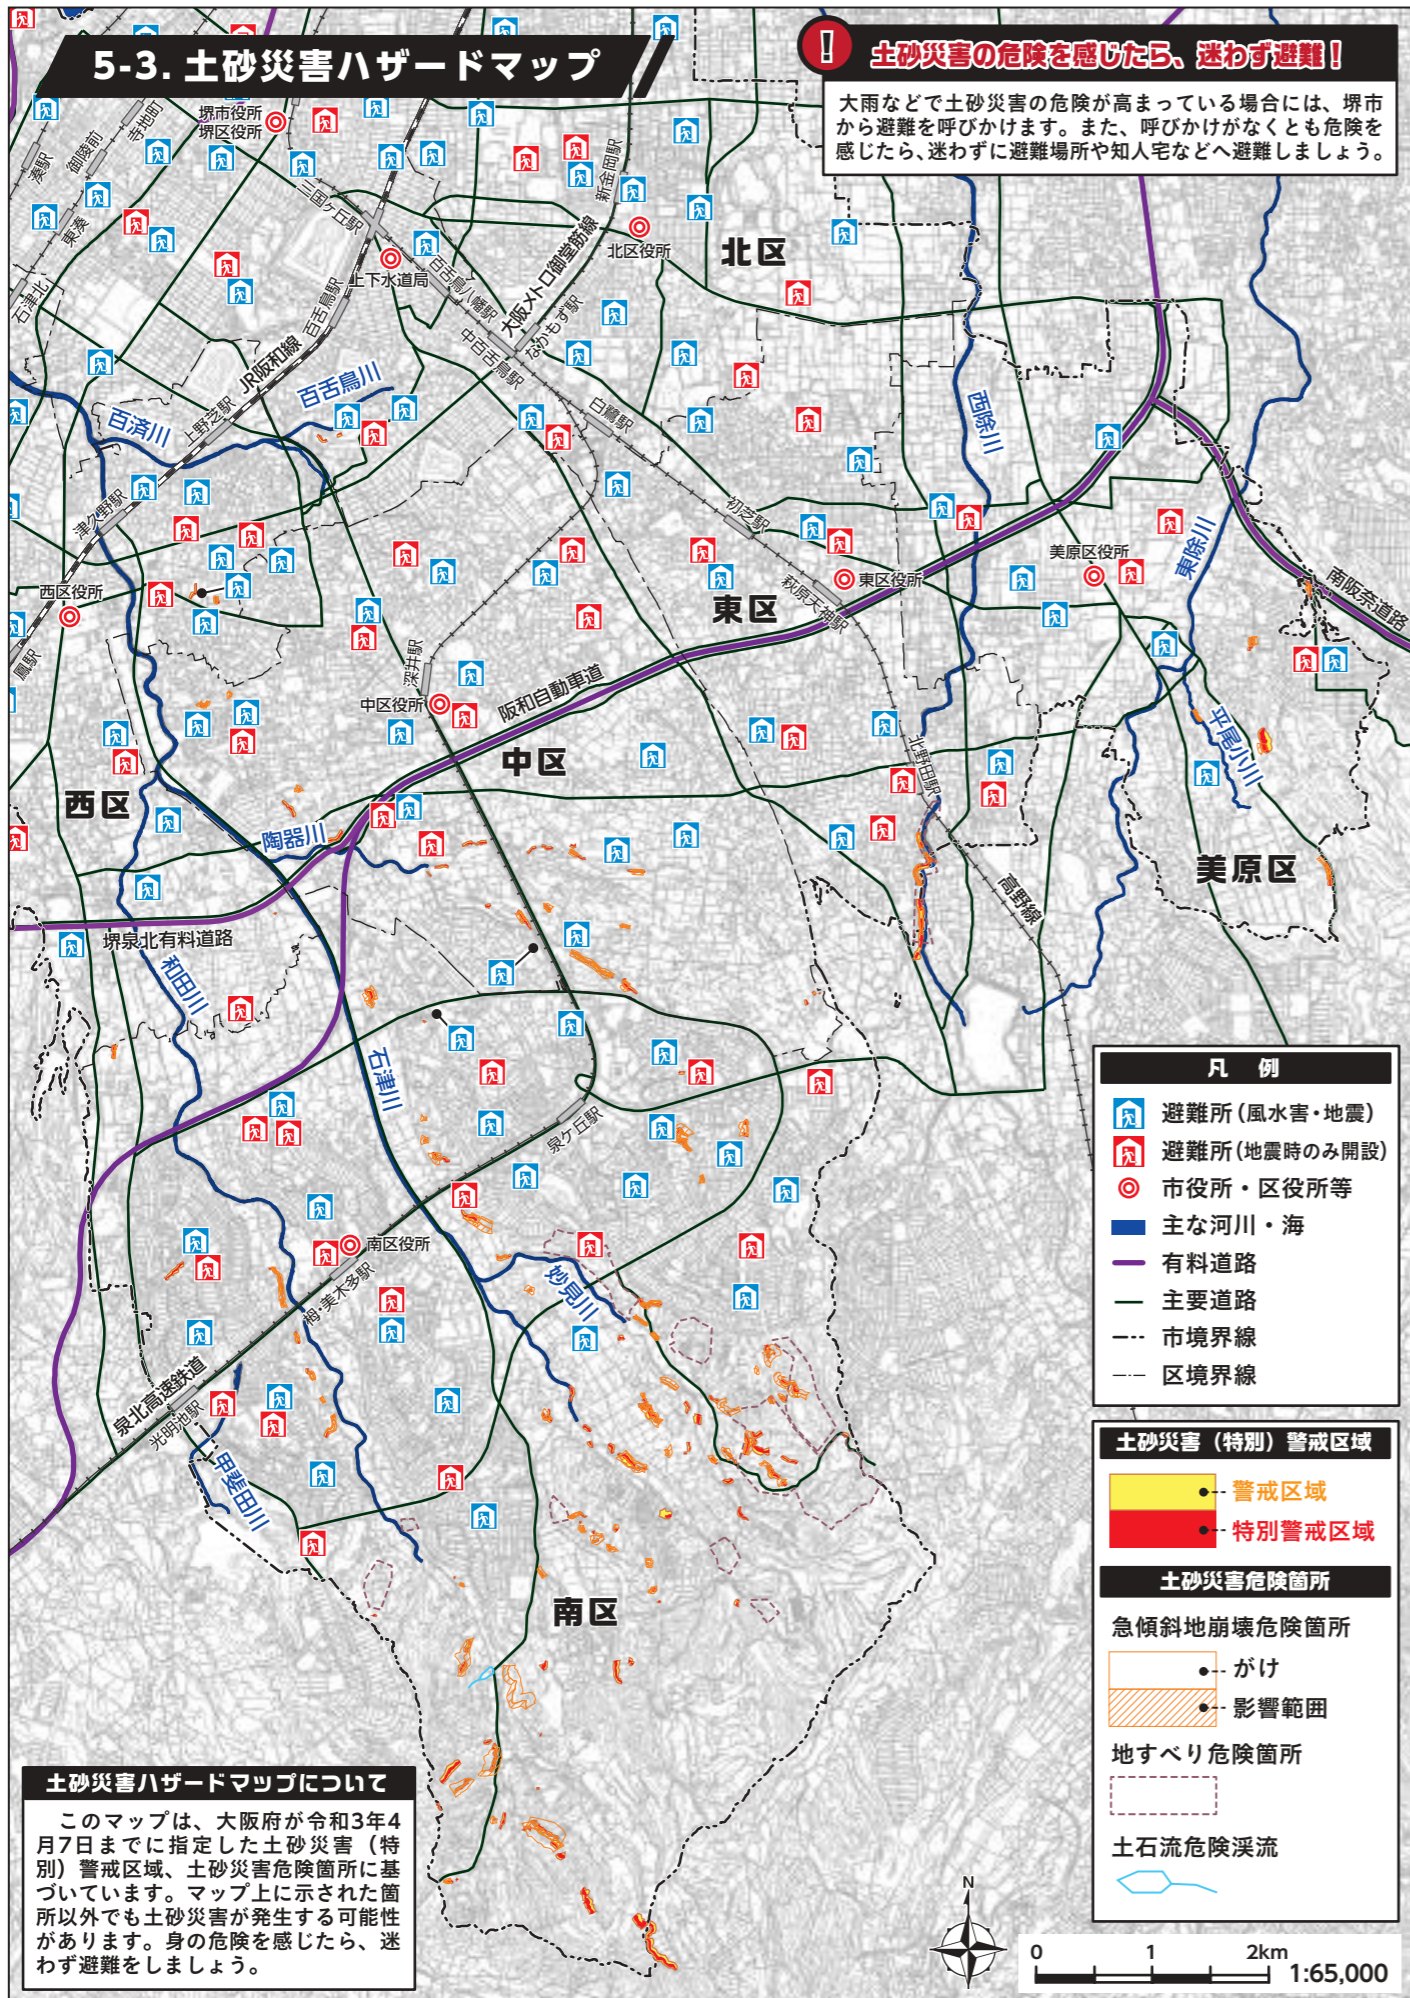 5-3. 土砂災害ハザードマップ
! 土砂災害の危険を感じたら、迷わず避難！
大雨などで土砂災害の危険が高まっている場合には、堺市
から避難を呼びかけます。また、呼びかけがなくとも危険を
感じたら、迷わずに避難場所や知人宅などへ避難しましょう。
堺市役所
堺区役所
寺地町
御陵前
湊駅
東湊
石津北
三国ヶ丘駅
上下水道局
百舌鳥八幡駅
百舌鳥駅
JR阪和線
新金岡駅
北区役所
大阪メトロ御堂筋線
なかもず駅
中百舌鳥駅
北区
百済川
上野芝駅
百舌鳥川
白鷺駅
西除川
津久野駅
初芝駅
美原区役所
東除川
西区役所
東区役所
萩原天神駅
東区
南阪奈道路
鳳駅
深井駅
中区役所
阪和自動車道
中区
北野田駅
平尾小川
西区
陶器川
高野線
美原区
堺泉北有料道路
和田川
石津川
泉ケ丘駅
南区役所
栂・美木多駅
妙見川
泉北高速鉄道
光明池駅
甲斐田川
南区
凡 例
避難所(風水害・地震)
避難所(地震時のみ開設)
市役所・区役所等
主な河川・海
有料道路
主要道路
市境界線
区境界線
土砂災害（特別）警戒区域
警戒区域
特別警戒区域
土砂災害危険箇所
急傾斜地崩壊危険箇所
がけ
影響範囲
地すべり危険箇所
土石流危険渓流
土砂災害ハザードマップについて
このマップは、大阪府が令和3年4
月7日までに指定した土砂災害（特
別）警戒区域、土砂災害危険箇所に基
づいています。マップ上に示された箇
所以外でも土砂災害が発生する可能性
があります。身の危険を感じたら、迷
わず避難をしましょう。
N
0 1 2km
1:65,000